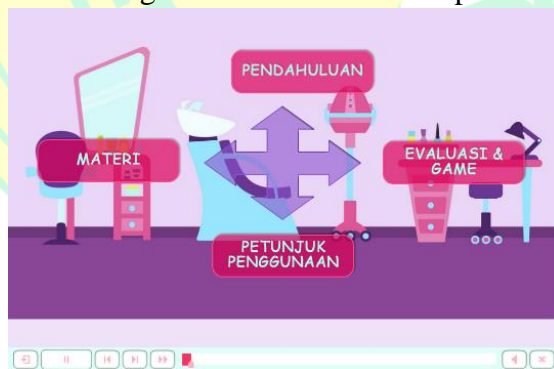 PENDAHULUAN
MATERI
EVALUASI &
GAME
PETUNJUK
PENGGUNAAN